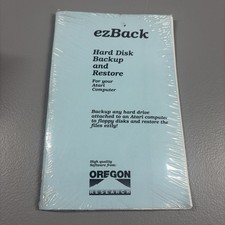 ezBack
Hard Disk
Backup
and
Restore
For your
Atari
Computer
Backup any hard drive
attached to an Atari computer
to floppy disks and restore the
files easily!
High quality
Software from:
OREGON
RESEARCH